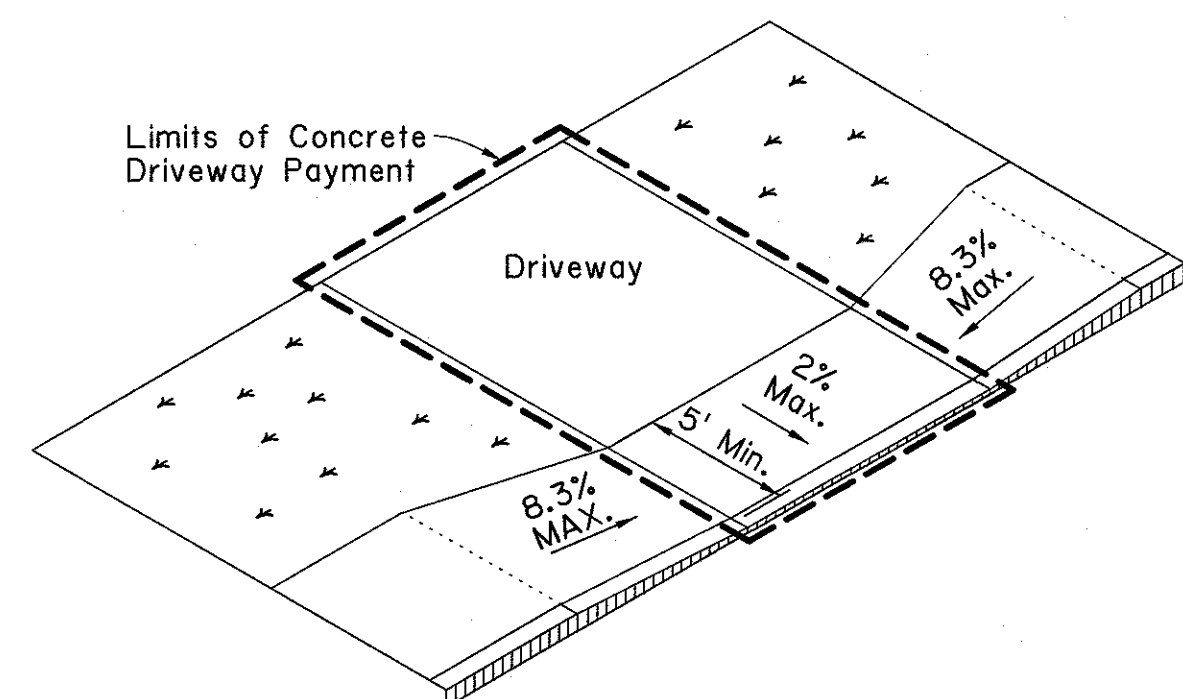 Limits of Concrete
Driveway Payment
Driveway
8.3%
Max.
2%
Max.
5' Min.
8.3%
MAX.